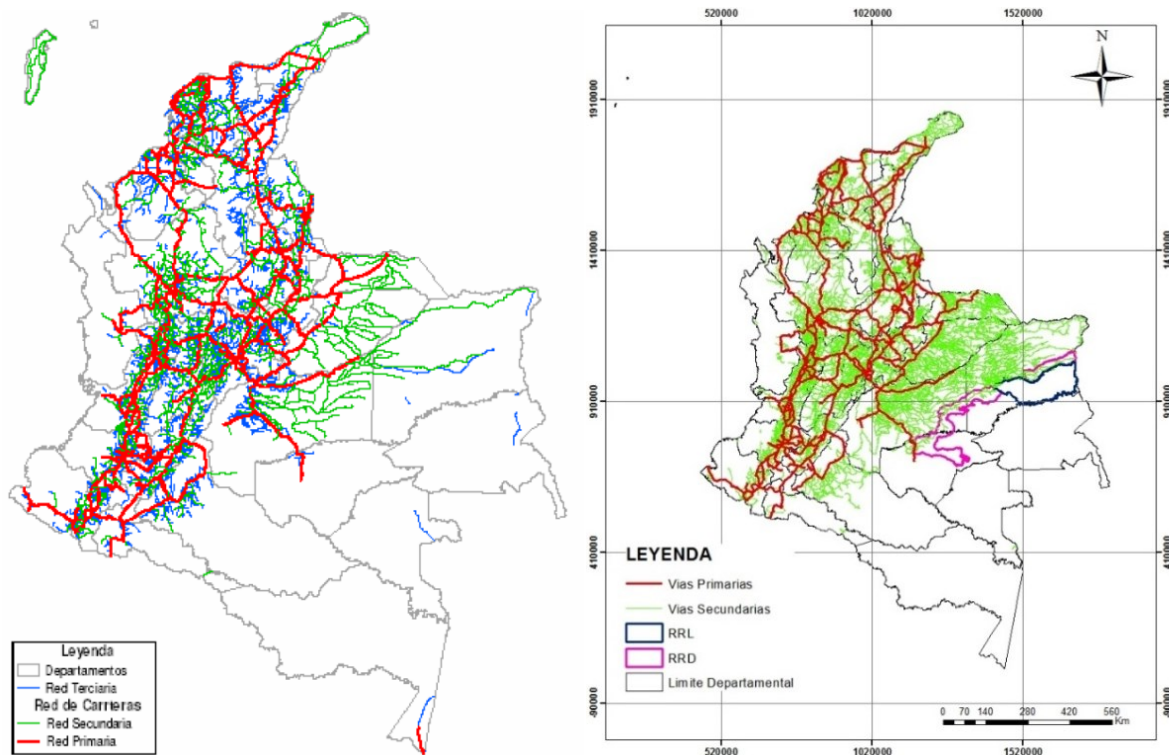 Leyenda
Departamentos
Red Terciaria
Red de Carrteras
Red Secundaria
Red Primaria
520000
1020000
1520000
N
1910000
1910000
1410000
1410000
910000
910000
410000
410000
-90000
-90000
LEYENDA
Vias Primarias
Vias Secundarias
RRL
RRD
Limite Departamental
0 70 140 280 420 560
Km
520000
1020000
1520000